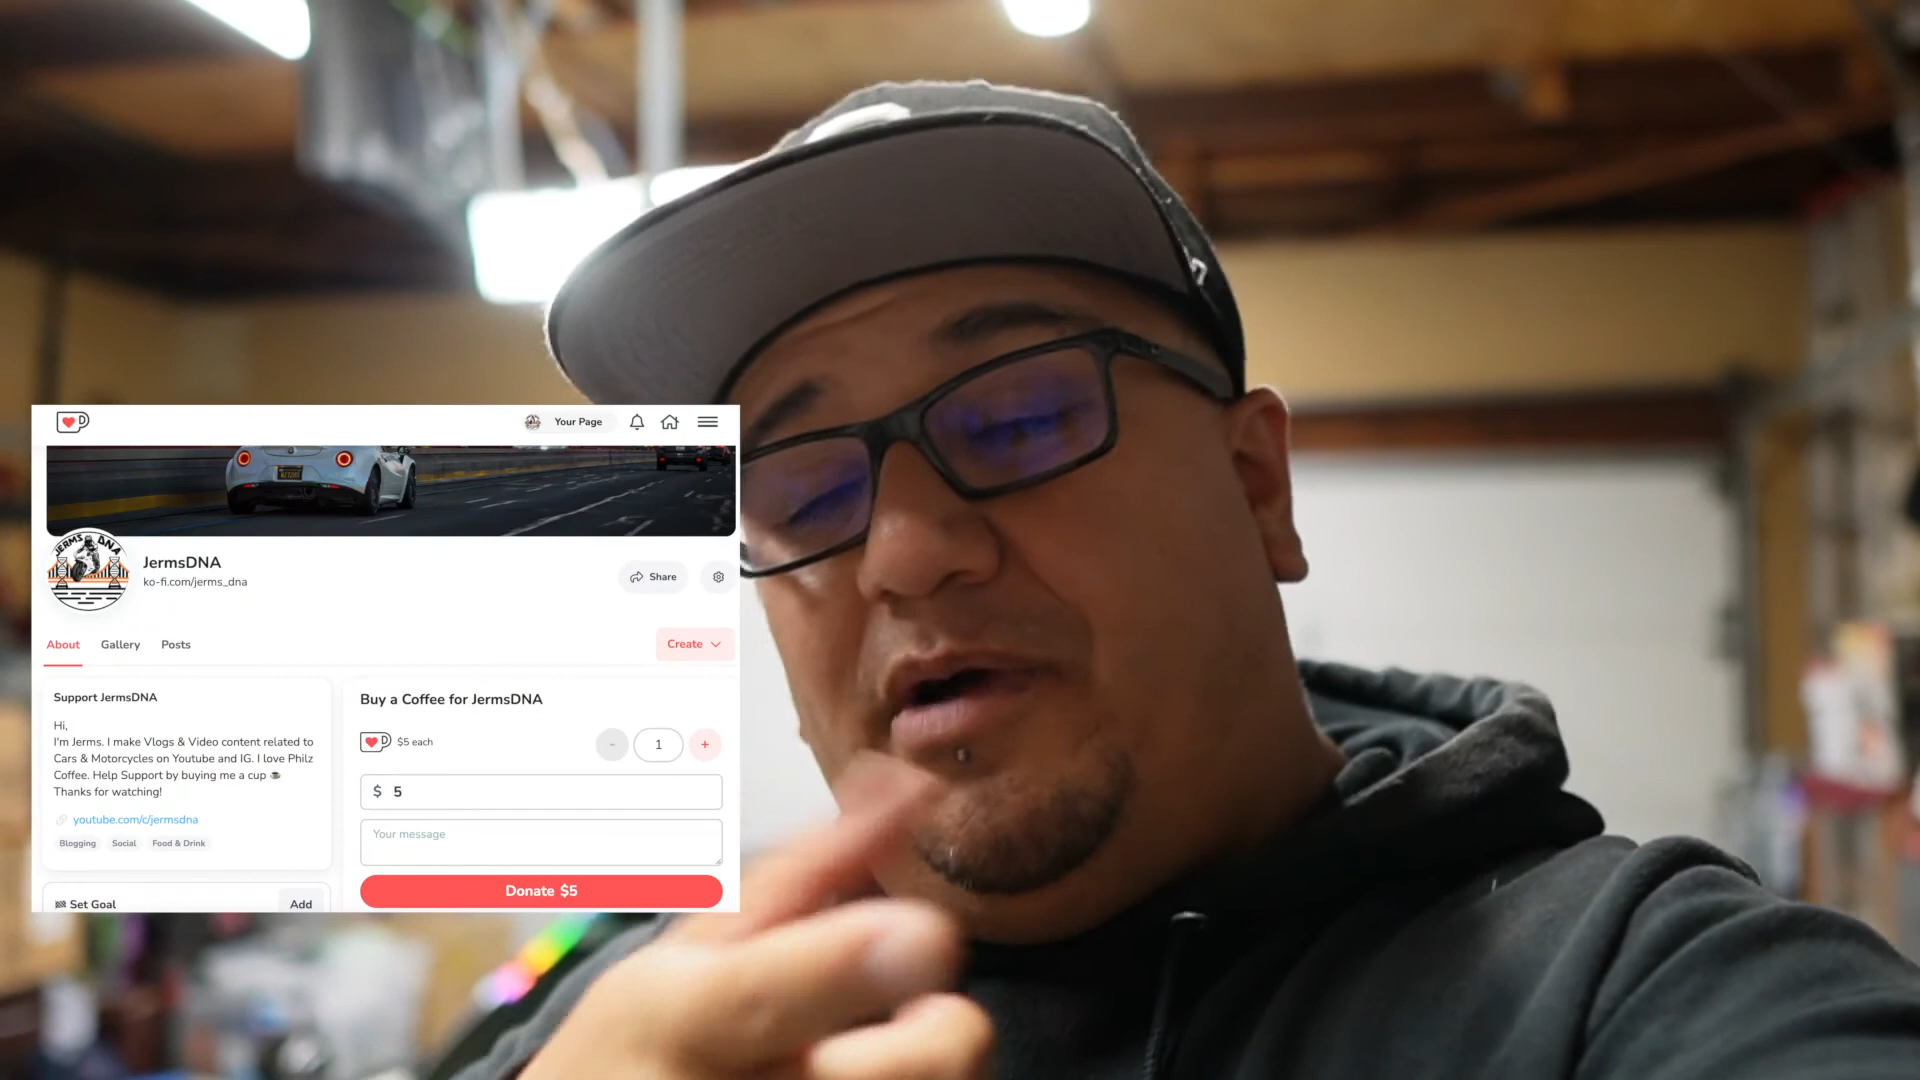 Your Page
JERMS DNA
JermsDNA
ko-fi.com/jerms_dna
Share
About
Gallery
Posts
Create
Support JermsDNA
Hi,
I'm Jerms. I make Vlogs & Video content related to
Cars & Motorcycles on Youtube and IG. I love Philz
Coffee. Help Support by buying me a cup ☕
Thanks for watching!
youtube.com/c/jermsdna
Blogging
Social
Food & Drink
Set Goal
Add
Buy a Coffee for JermsDNA
D
$5 each
-
1
+
$ 5
Your message
Donate $5